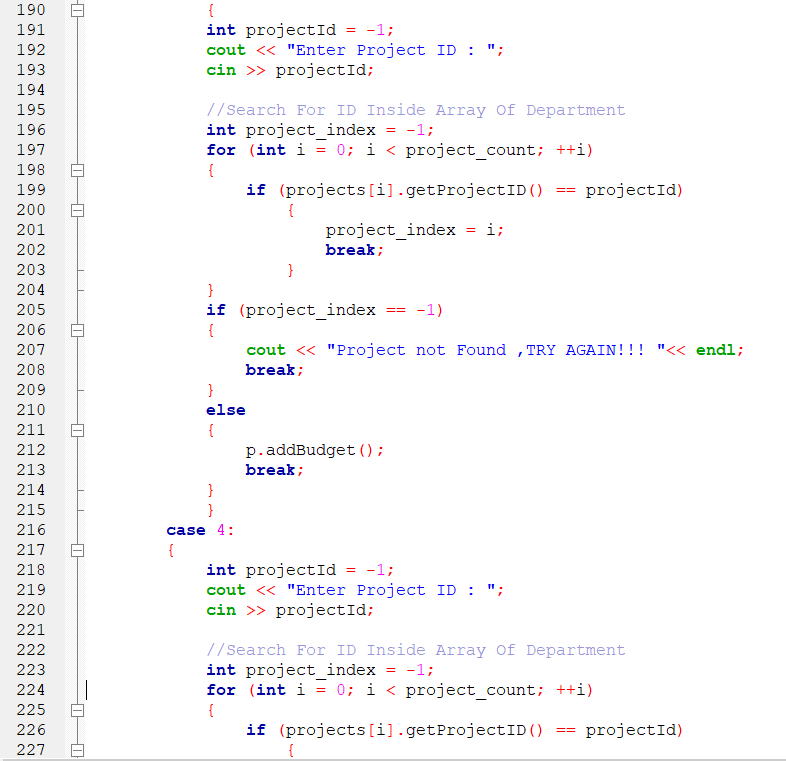 190 {
191 int projectId = -1;
192 cout << "Enter Project ID : ";
193 cin >> projectId;
194
195 //Search For ID Inside Array Of Department
196 int project_index = -1;
197 for (int i = 0; i < project_count; ++i)
198 {
199 if (projects[i].getProjectID() == projectId)
200 {
201 project_index = i;
202 break;
203 }
204 }
205 if (project_index == -1)
206 {
207 cout << "Project not Found ,TRY AGAIN!!! "<< endl;
208 break;
209 }
210 else
211 {
212 p.addBudget();
213 break;
214 }
215 }
216 case 4:
217 {
218 int projectId = -1;
219 cout << "Enter Project ID : ";
220 cin >> projectId;
221
222 //Search For ID Inside Array Of Department
223 int project_index = -1;
224 for (int i = 0; i < project_count; ++i)
225 {
226 if (projects[i].getProjectID() == projectId)
227 {